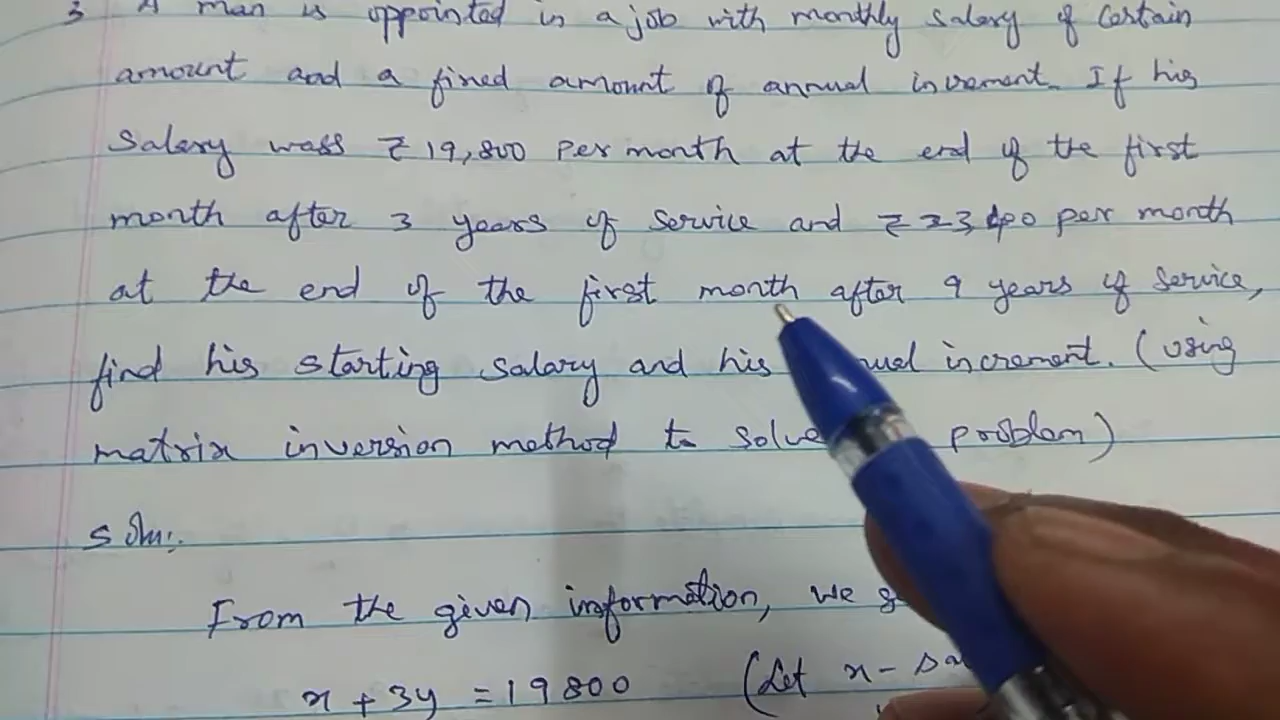 3 A man is appointed in a job with monthly salary of certain
amount and a fixed amount of annual increment. If his
salary wass ₹19,800 per month at the end of the first
month after 3 years of service and ₹23,400 per month
at the end of the first month after 9 years of service,
find his starting salary and his increment. (using
matrix inversion method to solve problem)
Soln:.
From the given information, we
x + 3y = 19800 (Let x -